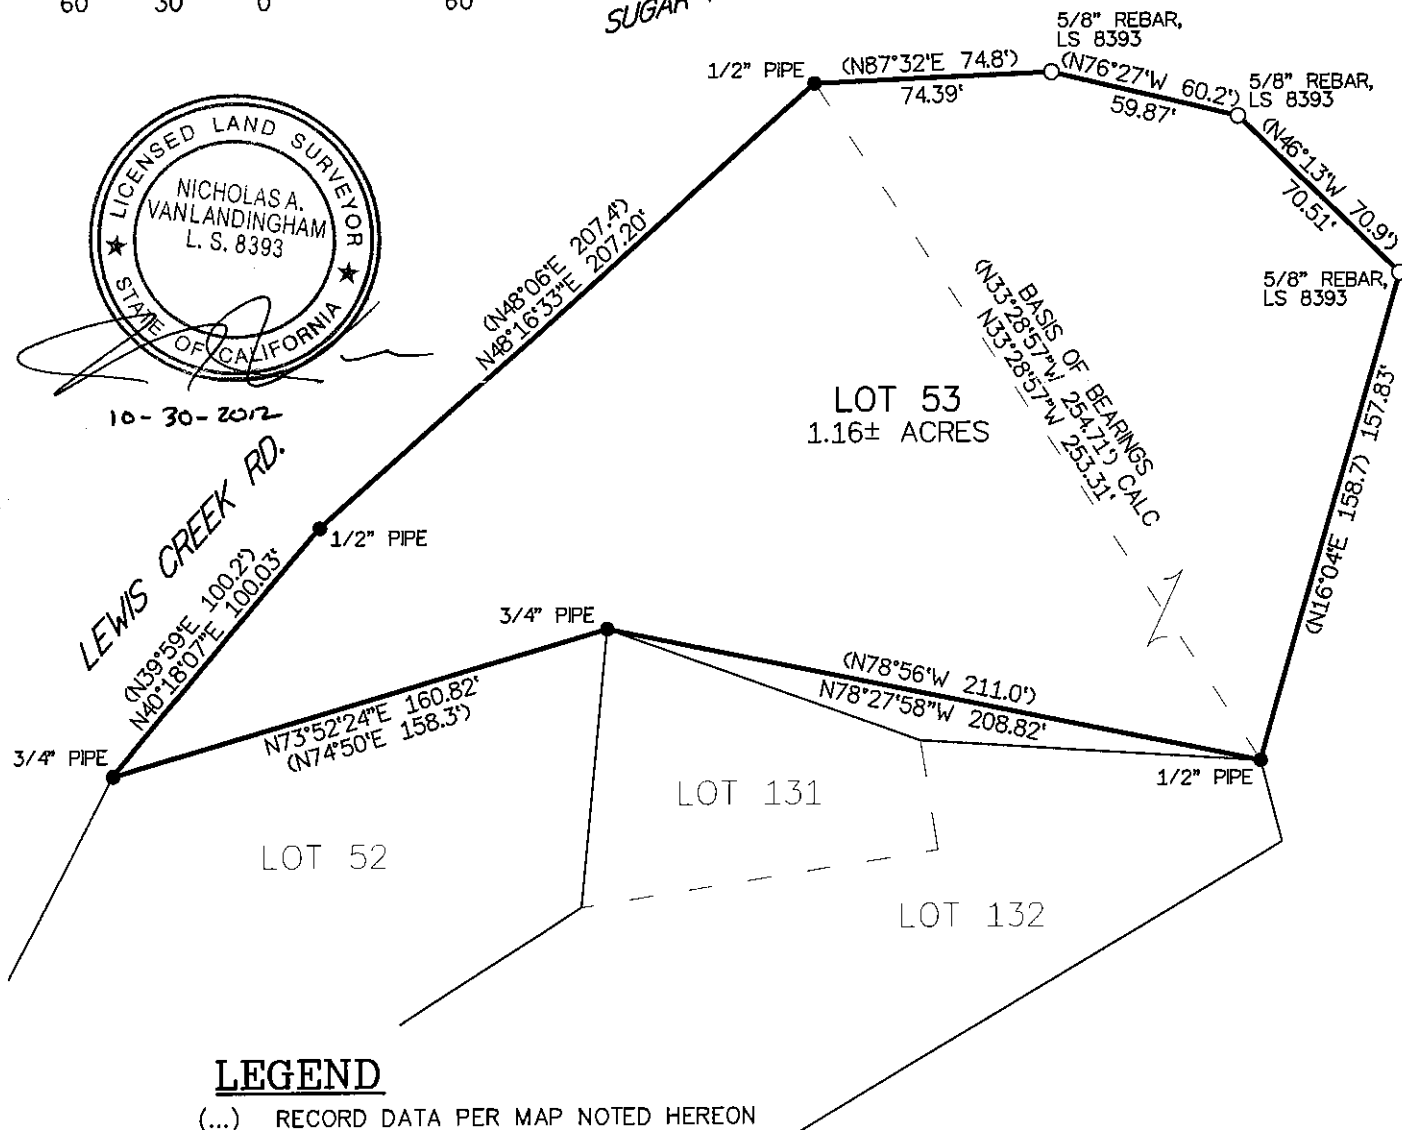 60 30 0 60
SUGAR
5/8" REBAR,
LS 8393
1/2" PIPE
(N87°32'E 74.8')
74.39'
(N76°27'W 60.2')
59.87'
5/8" REBAR,
LS 8393
(N46°13'W 70.9')
70.51'
5/8" REBAR,
LS 8393
LICENSED LAND SURVEYOR
NICHOLAS A.
VANLANDINGHAM
L. S. 8393
STATE OF CALIFORNIA
10-30-2012
(N48°06'E 207.4')
N48°16'33"E 207.20'
BASIS OF BEARINGS
(N33°28'57"W 254.71') CALC
N33°28'57"W 253.31'
LOT 53
1.16± ACRES
(N16°04'E 158.7) 157.83'
LEWIS CREEK RD.
1/2" PIPE
(N39°59'E 100.2')
N40°18'07"E 100.03'
3/4" PIPE
3/4" PIPE
N73°52'24"E 160.82'
(N74°50'E 158.3')
(N78°56'W 211.0')
N78°27'58"W 208.82'
1/2" PIPE
LOT 131
LOT 52
LOT 132
LEGEND
(...) RECORD DATA PER MAP NOTED HEREON